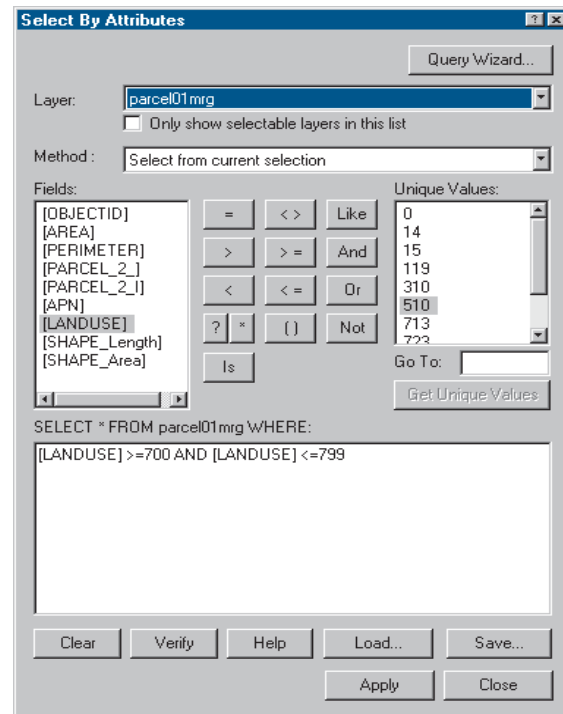 Select By Attributes
? ×
Query Wizard...
Layer: parcel01mrg
Only show selectable layers in this list
Method : Select from current selection
Fields:
[OBJECTID]
[AREA]
[PERIMETER]
[PARCEL_2_]
[PARCEL_2_I]
[APN]
[LANDUSE]
[SHAPE_Length]
[SHAPE_Area]
= < > Like
> > = And
< < = Or
? * ( ) Not
Is
Unique Values:
0
14
15
119
310
510
713
723
Go To:
Get Unique Values
SELECT * FROM parcel01mrg WHERE:
[LANDUSE] >=700 AND [LANDUSE] <=799
Clear Verify Help Load... Save...
Apply Close